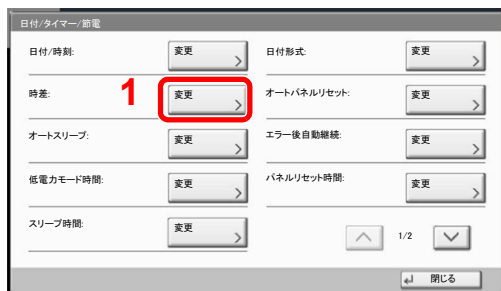 日付/タイマー/節電
日付/時刻: 変更 日付形式: 変更
時差: 1 変更 オートパネルリセット: 変更
オートスリープ: 変更 エラー後自動継続: 変更
低電力モード時間: 変更 パネルリセット時間: 変更
スリープ時間: 変更 1/2
閉じる